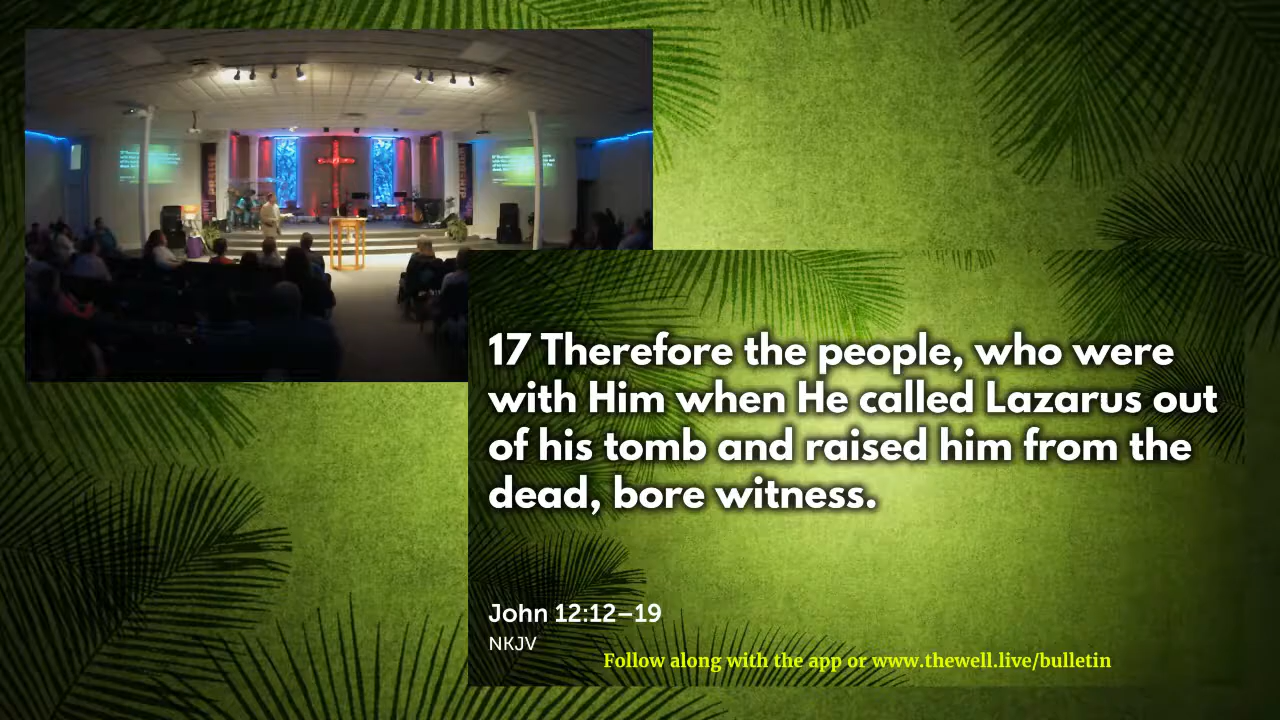 17 Therefore the people, who were
with Him when He called Lazarus out
of his tomb and raised him from the
dead, bore witness.
John 12:12–19
NKJV
Follow along with the app or www.thewell.live/bulletin